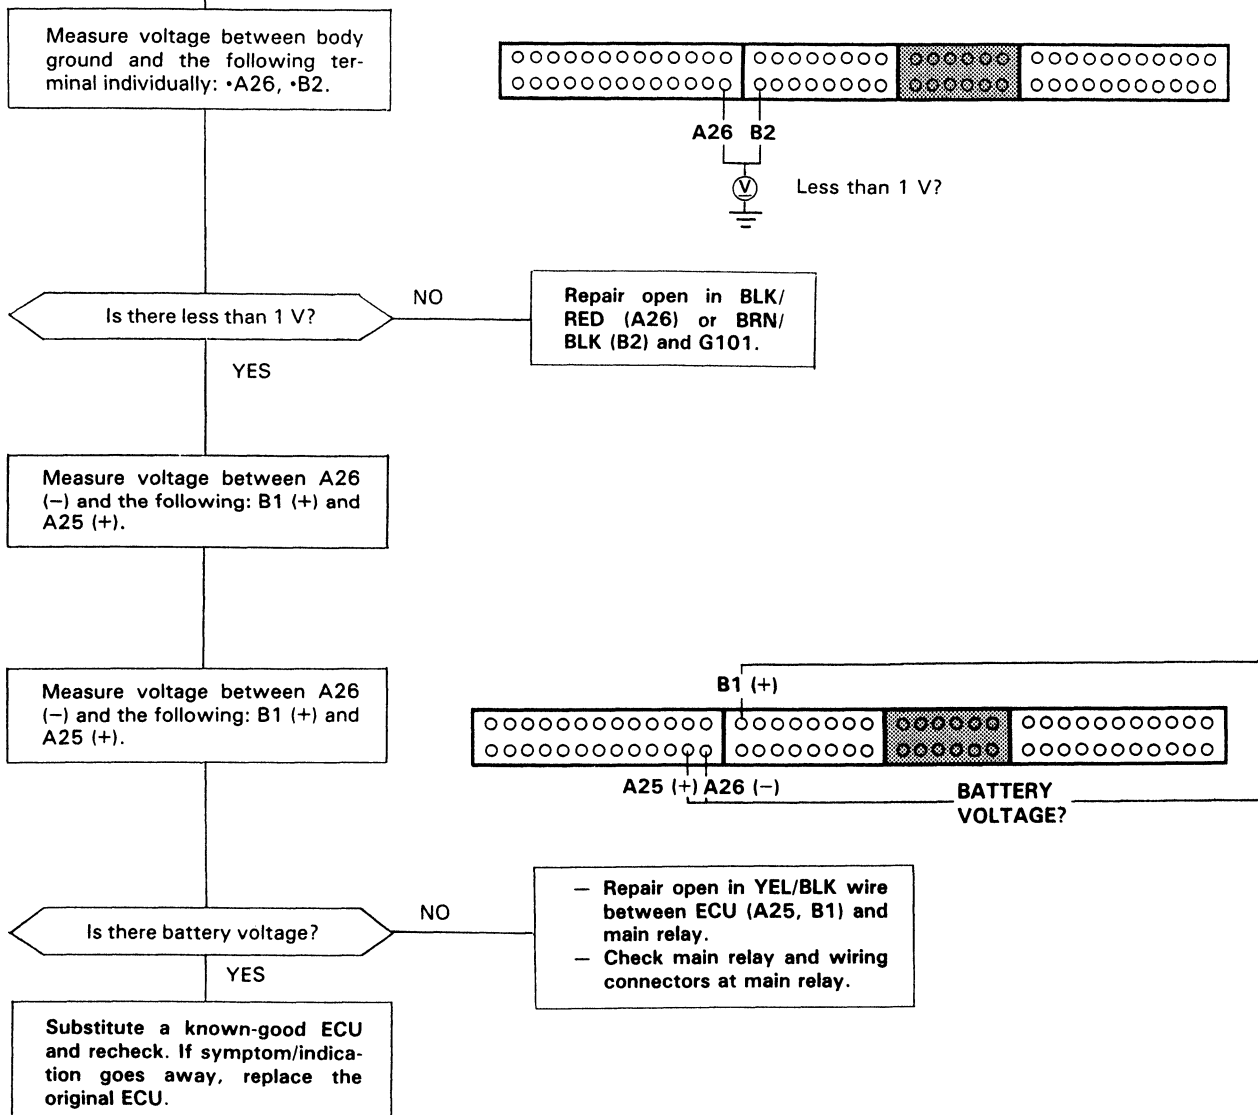 Measure voltage between body
ground and the following ter-
minal individually: •A26, •B2.
A26 B2
V
Less than 1 V?
Is there less than 1 V?
NO
Repair open in BLK/
RED (A26) or BRN/
BLK (B2) and G101.
YES
Measure voltage between A26
(−) and the following: B1 (+) and
A25 (+).
Measure voltage between A26
(−) and the following: B1 (+) and
A25 (+).
B1 (+)
A25 (+) A26 (−)
BATTERY
VOLTAGE?
Is there battery voltage?
NO
— Repair open in YEL/BLK wire
between ECU (A25, B1) and
main relay.
— Check main relay and wiring
connectors at main relay.
YES
Substitute a known-good ECU
and recheck. If symptom/indica-
tion goes away, replace the
original ECU.